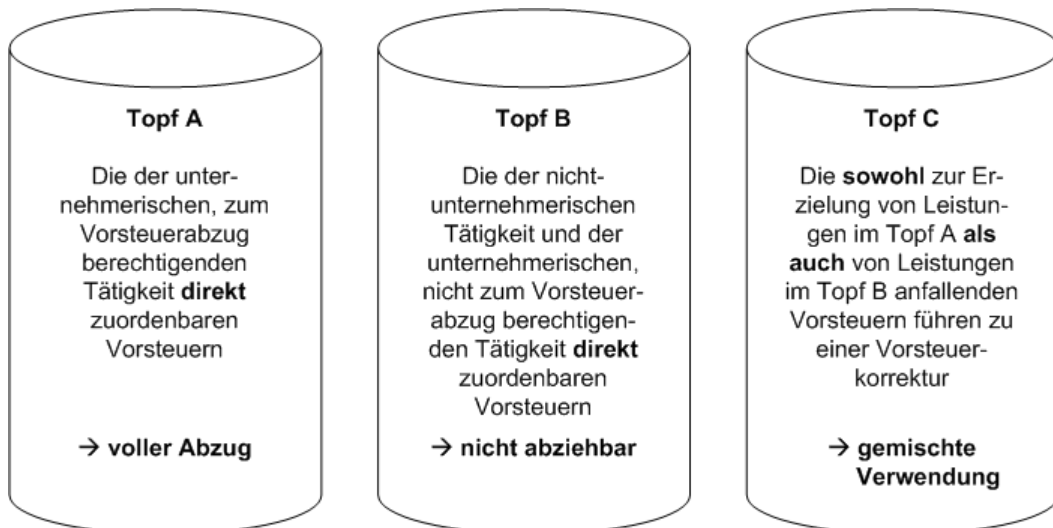 Topf A
Die der unter-
nehmerischen, zum
Vorsteuerabzug
berechtigenden
Tätigkeit direkt
zuordenbaren
Vorsteuern
→ voller Abzug
Topf B
Die der nicht-
unternehmerischen
Tätigkeit und der
unternehmerischen,
nicht zum Vorsteuer-
abzug berechtigen-
den Tätigkeit direkt
zuordenbaren
Vorsteuern
→ nicht abziehbar
Topf C
Die sowohl zur Er-
zielung von Leistun-
gen im Topf A als
auch von Leistungen
im Topf B anfallenden
Vorsteuern führen zu
einer Vorsteuer-
korrektur
→ gemischte
Verwendung